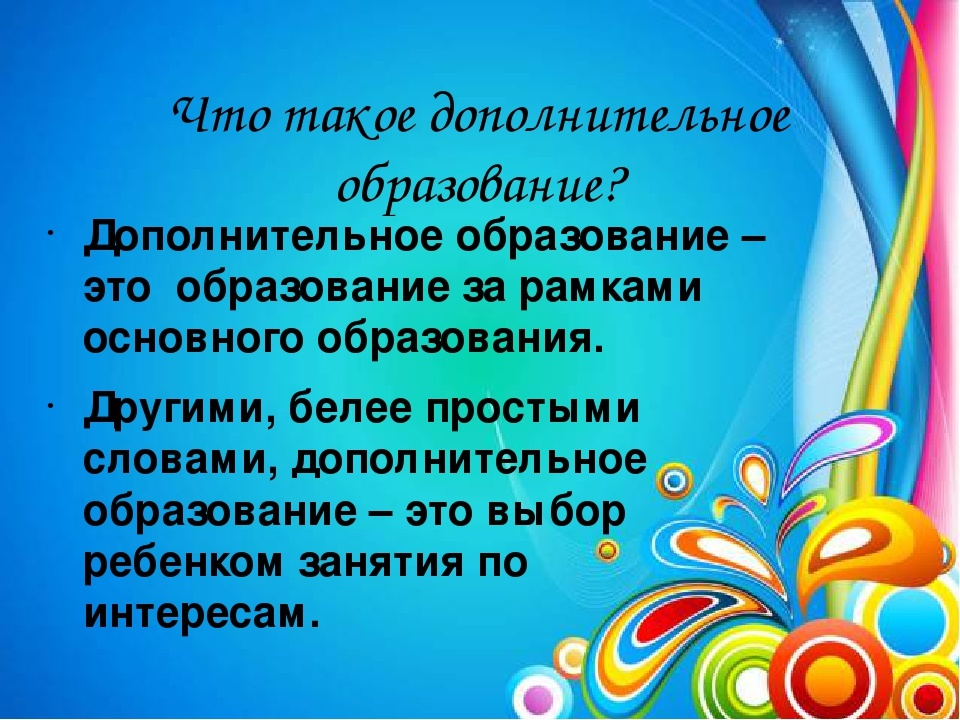 Что такое дополнительное
образование?
· Дополнительное образование –
это образование за рамками
основного образования.
· Другими, белее простыми
словами, дополнительное
образование – это выбор
ребенком занятия по
интересам.